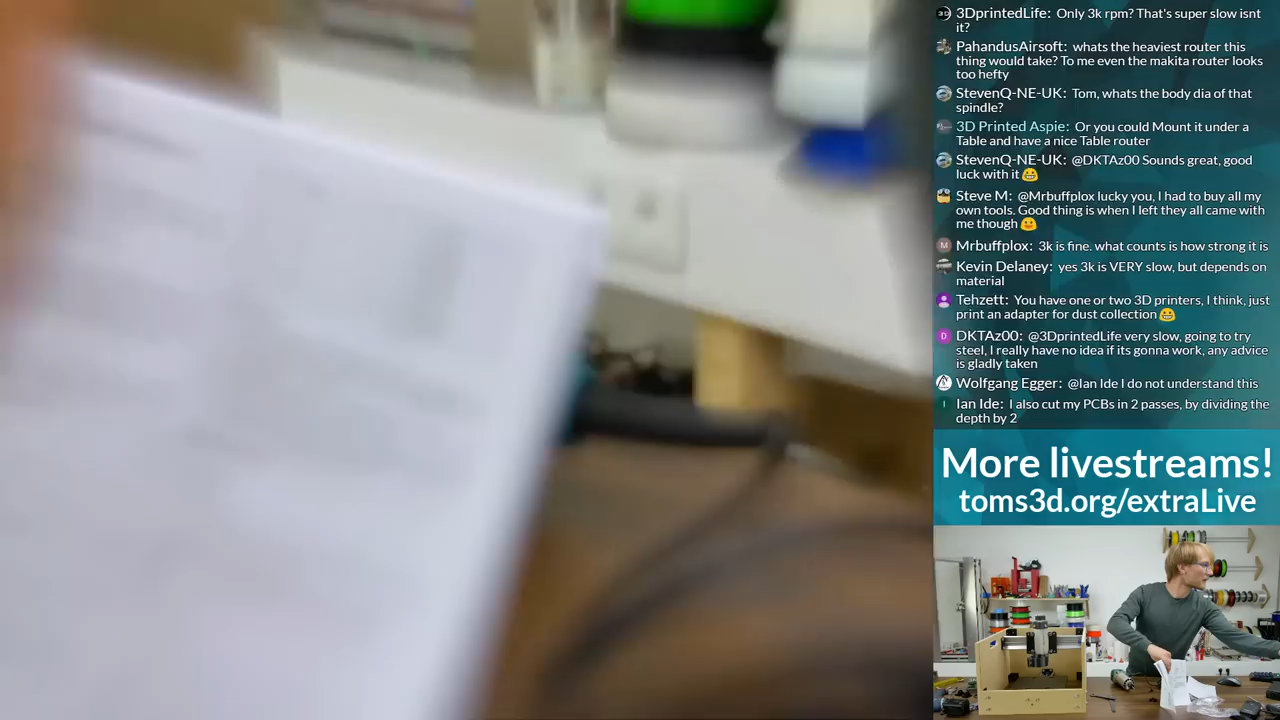 3DprintedLife: Only 3k rpm? That's super slow isnt
it?
PahandusAirsoft: whats the heaviest router this
thing would take? To me even the makita router looks
too hefty
StevenQ-NE-UK: Tom, whats the body dia of that
spindle?
3D Printed Aspie: Or you could Mount it under a
Table and have a nice Table router
StevenQ-NE-UK: @DKTAz00 Sounds great, good
luck with it 😀
Steve M: @Mrbuffplox lucky you, I had to buy all my
own tools. Good thing is when I left they all came with
me though 🙂
M Mrbuffplox: 3k is fine. what counts is how strong it is
Kevin Delaney: yes 3k is VERY slow, but depends on
material
Tehzett: You have one or two 3D printers, I think, just
print an adapter for dust collection 😀
D DKTAz00: @3DprintedLife very slow, going to try
steel, I really have no idea if its gonna work, any advice
is gladly taken
Wolfgang Egger: @Ian Ide I do not understand this
I Ian Ide: I also cut my PCBs in 2 passes, by dividing the
depth by 2
More livestreams!
toms3d.org/extraLive